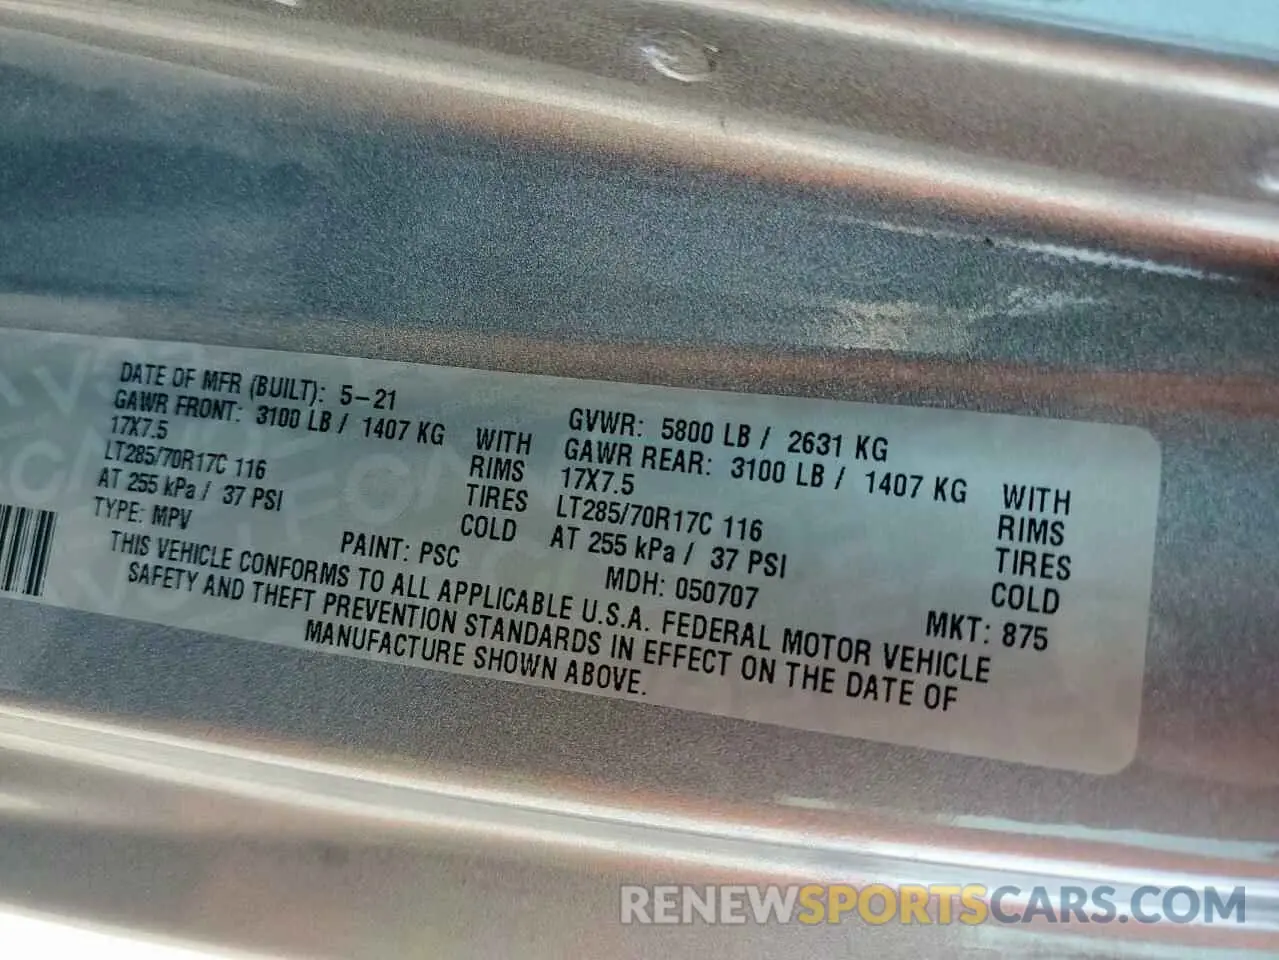 DATE OF MFR (BUILT): 5-21 GVWR: 5800 LB / 2631 KG
GAWR FRONT: 3100 LB / 1407 KG WITH GAWR REAR: 3100 LB / 1407 KG WITH
17X7.5 RIMS 17X7.5 RIMS
LT285/70R17C 116 TIRES LT285/70R17C 116 TIRES
AT 255 kPa / 37 PSI COLD AT 255 kPa / 37 PSI COLD
TYPE: MPV PAINT: PSC MDH: 050707 MKT: 875
THIS VEHICLE CONFORMS TO ALL APPLICABLE U.S.A. FEDERAL MOTOR VEHICLE
SAFETY AND THEFT PREVENTION STANDARDS IN EFFECT ON THE DATE OF
MANUFACTURE SHOWN ABOVE.
RENEWSPORTSCARS.COM